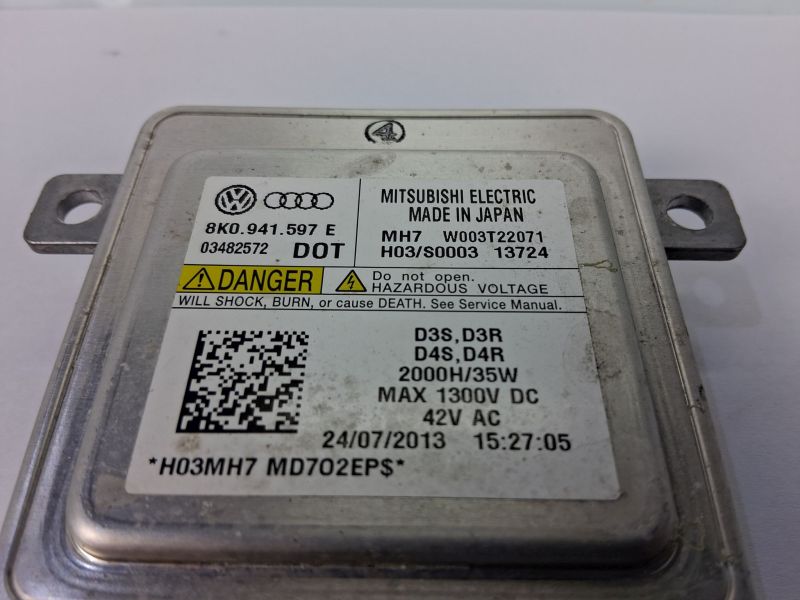 4
8K0.941.597 E
03482572 DOT
MITSUBISHI ELECTRIC
MADE IN JAPAN
MH7 W003T22071
H03/S0003 13724
DANGER
Do not open.
HAZARDOUS VOLTAGE
WILL SHOCK, BURN, or cause DEATH. See Service Manual.
D3S,D3R
D4S,D4R
2000H/35W
MAX 1300V DC
42V AC
24/07/2013 15:27:05
*H03MH7 MD702EP$*